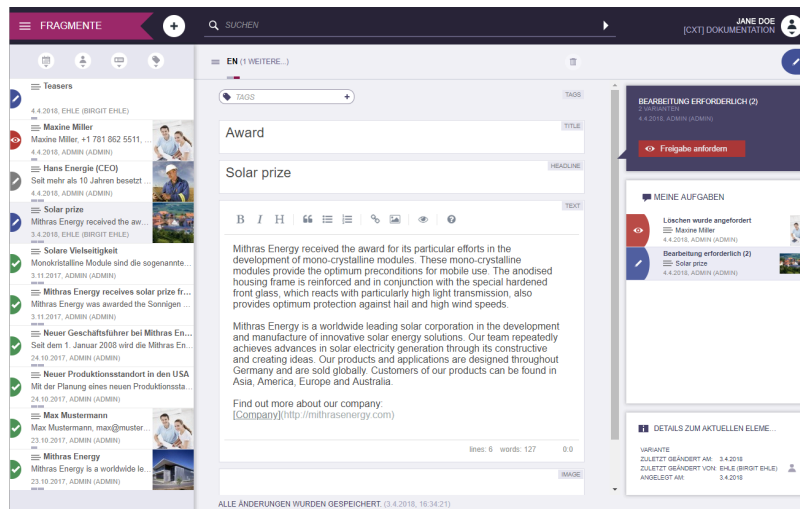 FRAGMENTE
SUCHEN
JANE DOE
[CXT] DOKUMENTATION
Teasers
4.4.2018, EHLE (BIRGIT EHLE)
Maxine Miller
Maxine Miller, +1 781 862 5511, ...
4.4.2018, ADMIN (ADMIN)
Hans Energie (CEO)
Seit mehr als 10 Jahren besetzt ...
4.4.2018, ADMIN (ADMIN)
Solar prize
Mithras Energy received the aw...
3.4.2018, EHLE (BIRGIT EHLE)
Solare Vielseitigkeit
Monokristalline Module sind die sogenannte...
3.11.2017, ADMIN (ADMIN)
Mithras Energy receives solar prize fr...
Mithras Energy was awarded the Sonnigen ...
3.11.2017, ADMIN (ADMIN)
Neuer Geschäftsführer bei Mithras En...
Seit dem 1. Januar 2008 wird die Mithras En...
24.10.2017, ADMIN (ADMIN)
Neuer Produktionsstandort in den USA
Mit der Planung eines neuen Produktionssta...
24.10.2017, ADMIN (ADMIN)
Max Mustermann
Max Mustermann, max@muster...
23.10.2017, ADMIN (ADMIN)
Mithras Energy
Mithras Energy is a worldwide le...
23.10.2017, ADMIN (ADMIN)
EN (1 WEITERE...)
TAGS
TAGS
TITLE
Award
HEADLINE
Solar prize
TEXT
B I H
Mithras Energy received the award for its particular efforts in the
development of mono-crystalline modules. These mono-crystalline
modules provide the optimum preconditions for mobile use. The anodised
housing frame is reinforced and in conjunction with the special hardened
front glass, which reacts with particularly high light transmission, also
provides optimum protection against hail and high wind speeds.
Mithras Energy is a worldwide leading solar corporation in the development
and manufacture of innovative solar energy solutions. Our team repeatedly
achieves advances in solar electricity generation through its constructive
and creating ideas. Our products and applications are designed throughout
Germany and are sold globally. Customers of our products can be found in
Asia, America, Europe and Australia.
Find out more about our company:
[Company](http://mithrasenergy.com)
lines: 6 words: 127 0:0
IMAGE
ALLE ÄNDERUNGEN WURDEN GESPEICHERT. (3.4.2018, 16:34:21)
BEARBEITUNG ERFORDERLICH (2)
2 VARIANTEN
4.4.2018, ADMIN (ADMIN)
Freigabe anfordern
MEINE AUFGABEN
Löschen wurde angefordert
Maxine Miller
4.4.2018, ADMIN (ADMIN)
Bearbeitung erforderlich (2)
Solar prize
4.4.2018, ADMIN (ADMIN)
DETAILS ZUM AKTUELLEN ELEME...
VARIANTE
ZULETZT GEÄNDERT AM: 3.4.2018
ZULETZT GEÄNDERT VON: EHLE (BIRGIT EHLE)
ANGELEGT AM: 3.4.2018